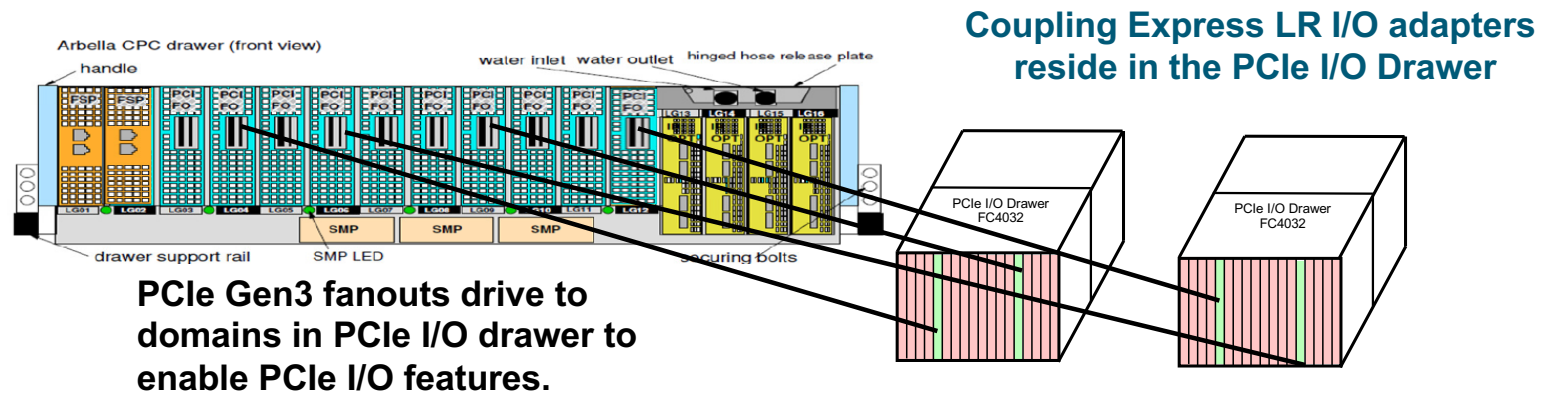 Coupling Express LR I/O adapters
reside in the PCIe I/O Drawer
Arbella CPC drawer (front view)
handle
water inlet water outlet hinged hose release plate
FSP FSP PCI PCI PCI PCI PCI PCI PCI PCI PCI PCI
FO FO FO FO FO FO FO FO FO FO
LG13 LG14 LG15 LG16
OPT OPT OPT OPT
LG01 LG02 LG03 LG04 LG05 LG06 LG07 LG08 LG09 LG10 LG11 LG12
SMP SMP SMP
drawer support rail SMP LED securing bolts
PCIe I/O Drawer
FC4032
PCIe I/O Drawer
FC4032
PCIe Gen3 fanouts drive to
domains in PCIe I/O drawer to
enable PCIe I/O features.